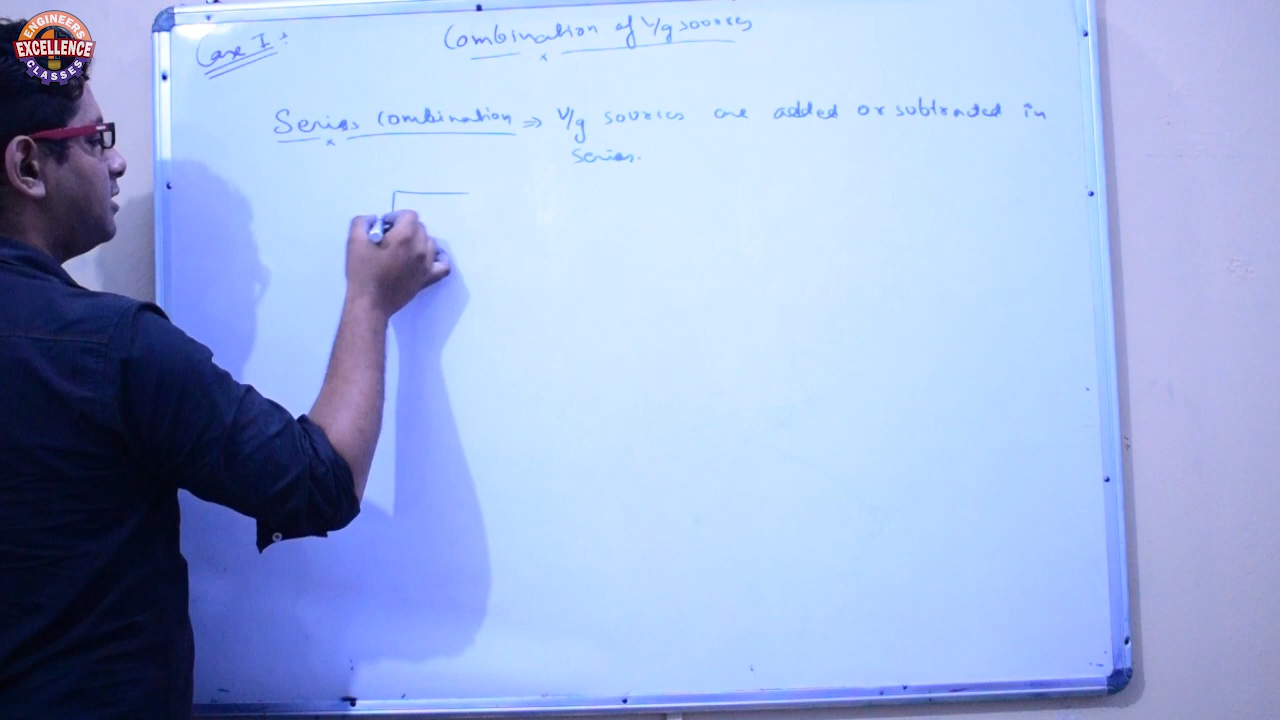 ENGINEERS
EXCELLENCE
CLASSES
Case I :
Combination of V/g sources
Series combination => V/g sources are added or subtracted in
series.